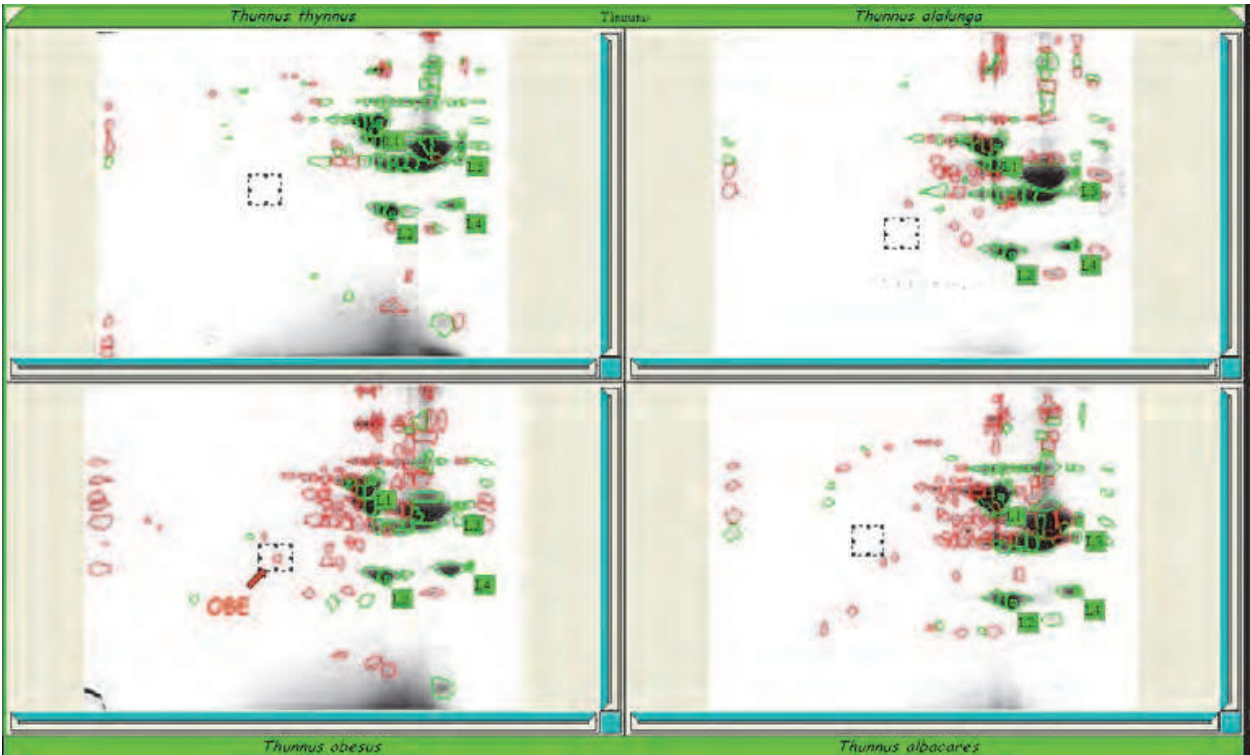 Thunnus thynnus
Thunnus alalunga
L1
L3
L2
L4
L1
L3
L2
L4
L1
L3
L4
L2
OBE
L1
L3
L4
L2
Thunnus obesus
Thunnus albacares